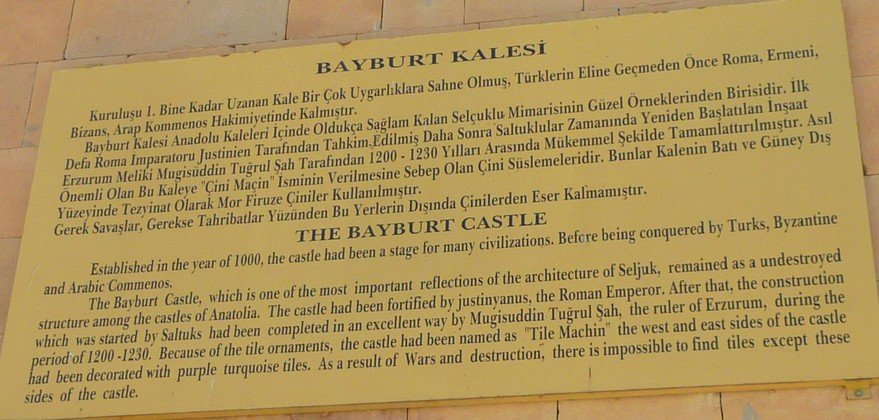 BAYBURT KALESİ
Kuruluşu 1. Bine Kadar Uzanan Kale Bir Çok Uygarlıklara Sahne Olmuş, Türklerin Eline Geçmeden Önce Roma, Ermeni,
Bizans, Arap Kommenos Hakimiyetinde Kalmıştır.
Bayburt Kalesi Anadolu Kaleleri İçinde Oldukça Sağlam Kalan Selçuklu Mimarisinin Güzel Örneklerinden Birisidir. İlk
Defa Roma Imparatoru Justinien Tarafından Tahkim Edilmiş Daha Sonra Saltuklular Zamanında Yeniden Başlatılan İnşaat
Erzurum Meliki Mugisüddin Tuğrul Şah Tarafından 1200 - 1230 Yılları Arasında Mükemmel Şekilde Tamamlattırılmıştır. Asıl
Önemli Olan Bu Kaleye "Çini Maçin" İsminin Verilmesine Sebep Olan Çini Süslemeleridir. Bunlar Kalenin Batı ve Güney Dış
Yüzeyinde Tezyinat Olarak Mor Firuze Çiniler Kullanılmıştır.
Gerek Savaşlar, Gerekse Tahribatlar Yüzünden Bu Yerlerin Dışında Çinilerden Eser Kalmamıştır.
THE BAYBURT CASTLE
Established in the year of 1000, the castle had been a stage for many civilizations. Before being conquered by Turks, Byzantine
and Arabic Commenos.
The Bayburt Castle, which is one of the most important reflections of the architecture of Seljuk, remained as a undestroyed
structure among the castles of Anatolia. The castle had been fortified by justinyanus, the Roman Emperor. After that, the construction
which was started by Saltuks had been completed in an excellent way by Mugisuddin Tuğrul Şah, the ruler of Erzurum, during the
period of 1200 -1230. Because of the tile ornaments, the castle had been named as "Tile Machin" the west and east sides of the castle
had been decorated with purple turquoise tiles. As a result of Wars and destruction, there is impossible to find tiles except these
sides of the castle.